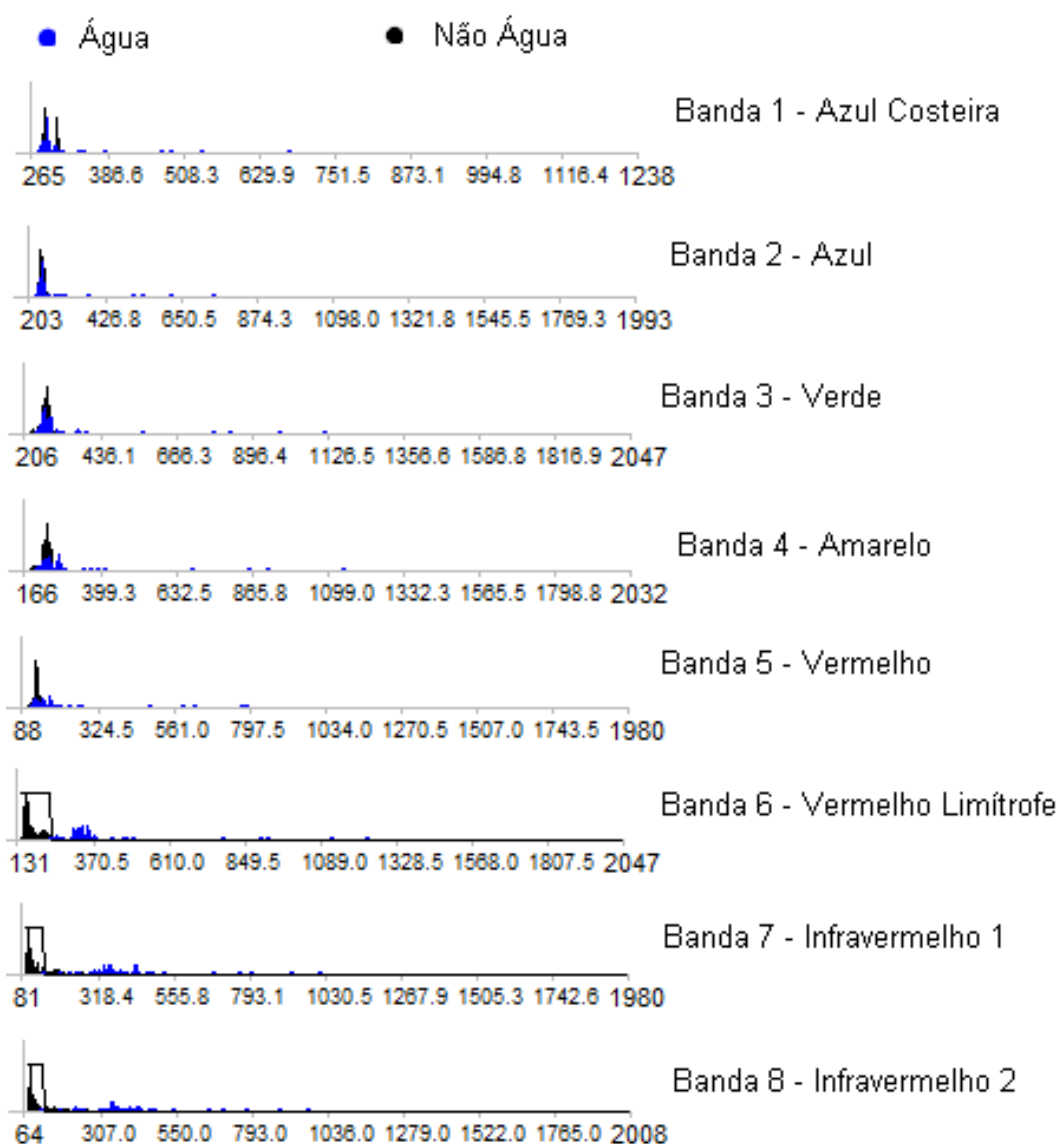 Água Não Água
Banda 1 - Azul Costeira
265 386.6 508.3 629.9 751.5 873.1 994.8 1116.4 1238
Banda 2 - Azul
203 426.8 650.5 874.3 1098.0 1321.8 1545.5 1769.3 1993
Banda 3 - Verde
206 436.1 666.3 896.4 1126.5 1356.6 1586.8 1816.9 2047
Banda 4 - Amarelo
166 399.3 632.5 865.8 1099.0 1332.3 1565.5 1798.8 2032
Banda 5 - Vermelho
88 324.5 561.0 797.5 1034.0 1270.5 1507.0 1743.5 1980
Banda 6 - Vermelho Limítrofe
131 370.5 610.0 849.5 1089.0 1328.5 1568.0 1807.5 2047
Banda 7 - Infravermelho 1
81 318.4 555.8 793.1 1030.5 1267.9 1505.3 1742.6 1980
Banda 8 - Infravermelho 2
64 307.0 550.0 793.0 1036.0 1279.0 1522.0 1765.0 2008